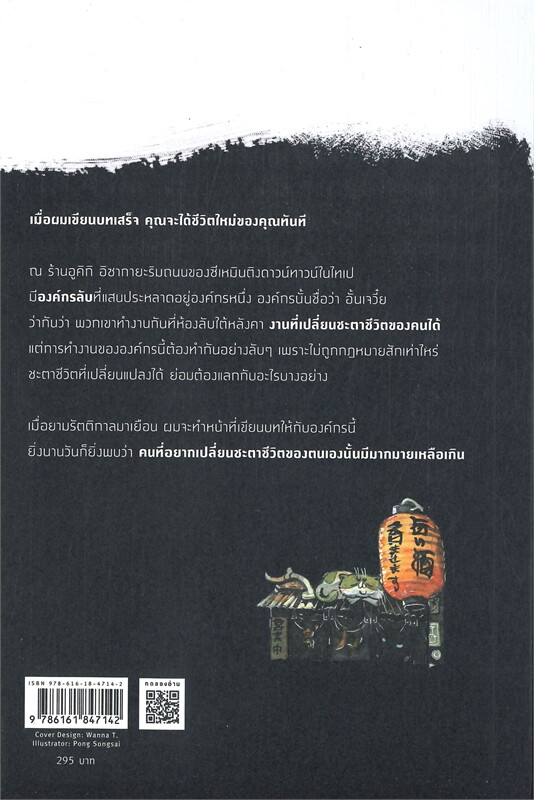 เมื่อผมเขียนบทเสร็จ คุณจะได้ชีวิตใหม่ของคุณทันที
ณ ร้านอูคิกิ อิซากายะริมถนนของซีเหมินติงดาวน์ทาวน์ในไทเป
มีองค์กรลับที่แสนประหลาดอยู่องค์กรหนึ่ง องค์กรนั้นชื่อว่า อั้นเจวี๋ย
ว่ากันว่า พวกเขาทำงานกันที่ห้องลับใต้หลังคา งานที่เปลี่ยนชะตาชีวิตของคนได้
แต่การทำงานขององค์กรนี้ต้องทำกันอย่างลับๆ เพราะไม่ถูกกฎหมายสักเท่าไหร่
ชะตาชีวิตที่เปลี่ยนแปลงได้ ย่อมต้องแลกกับอะไรบางอย่าง
เมื่อยามรัตติกาลมาเยือน ผมจะทำหน้าที่เขียนบทให้กับองค์กรนี้
ยิ่งนานวันก็ยิ่งพบว่า คนที่อยากเปลี่ยนชะตาชีวิตของตนเองนั้นมีมากมายเหลือเกิน
営業中
ISBN 978-616-18-4714-2
ทดลองอ่าน
9 786161 847142
Cover Design: Wanna T.
Illustrator: Pong Songsai
295 บาท